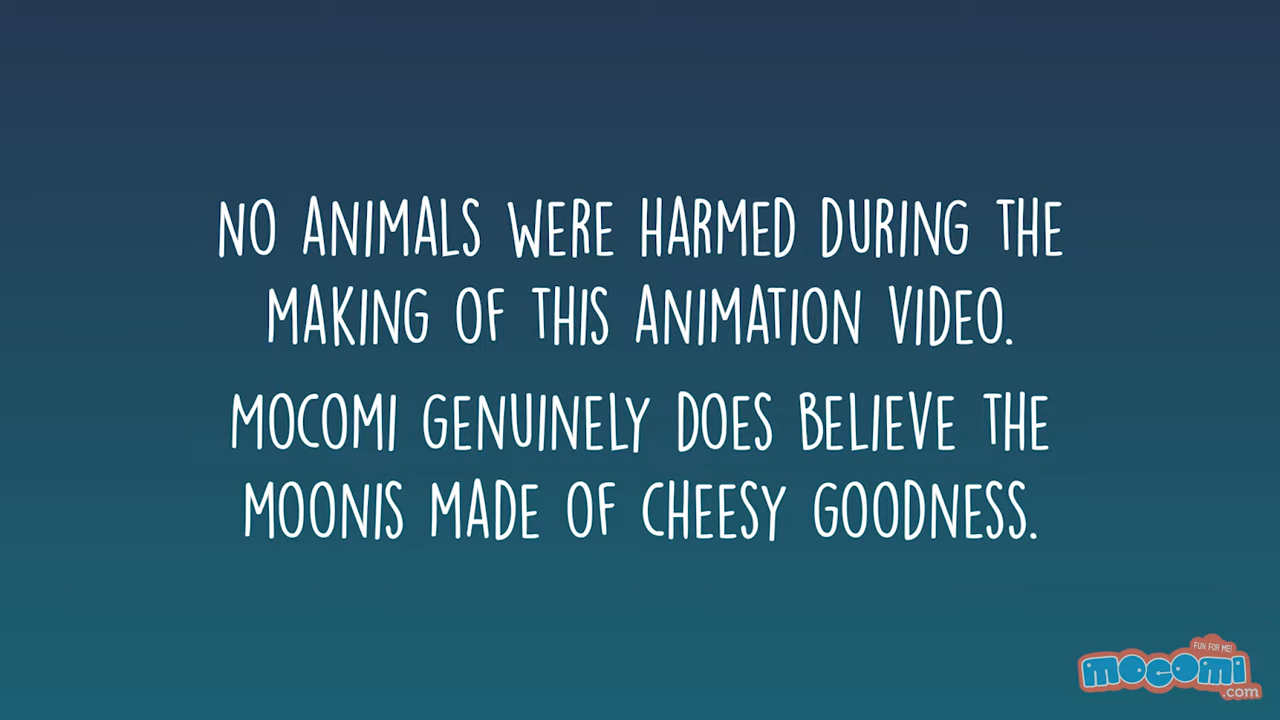 NO ANIMALS WERE HARMED DURING THE
MAKING OF THIS ANIMATION VIDEO.
MOCOMI GENUINELY DOES BELIEVE THE
MOONIS MADE OF CHEESY GOODNESS.
FUN FOR ME!
mocomi
.com